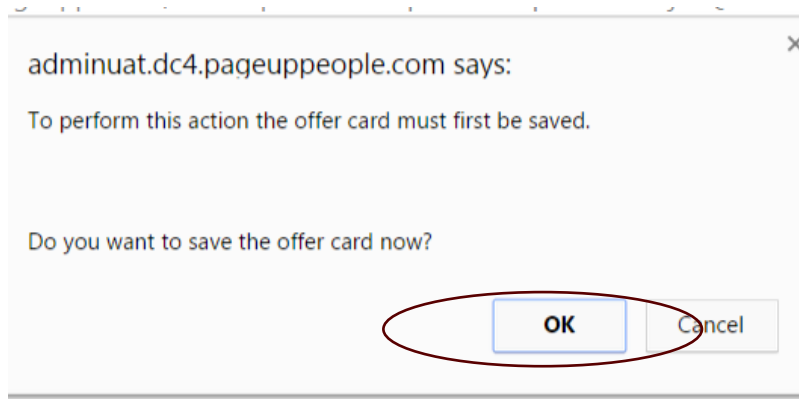 adminuat.dc4.pageuppeople.com says:
To perform this action the offer card must first be saved.
Do you want to save the offer card now?
OK Cancel